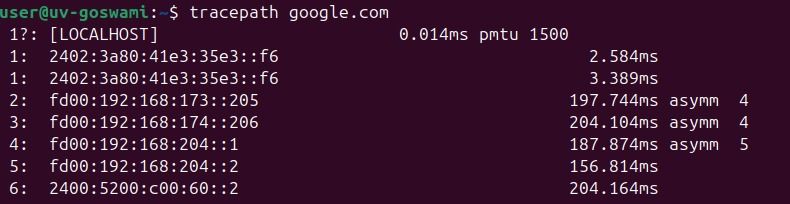 user@uv-goswami:~$ tracepath google.com
1?: [LOCALHOST] 0.014ms pmtu 1500
1: 2402:3a80:41e3:35e3::f6 2.584ms
1: 2402:3a80:41e3:35e3::f6 3.389ms
2: fd00:192:168:173::205 197.744ms asymm 4
3: fd00:192:168:174::206 204.104ms asymm 4
4: fd00:192:168:204::1 187.874ms asymm 5
5: fd00:192:168:204::2 156.814ms
6: 2400:5200:c00:60::2 204.164ms